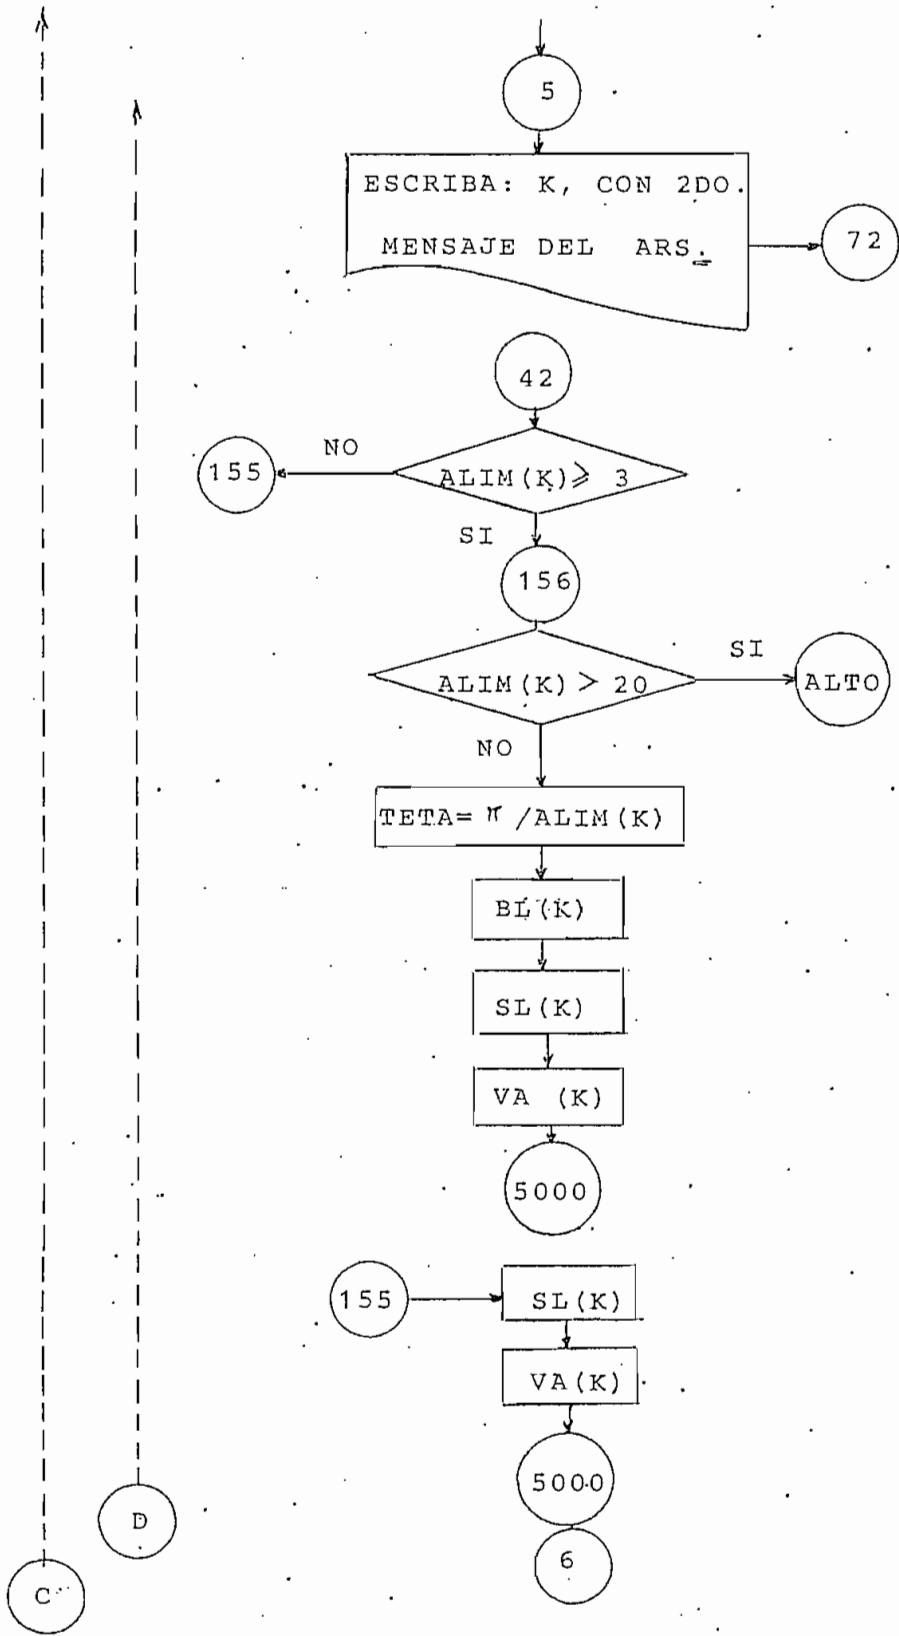 5
ESCRIBA: K, CON 2DO.
MENSAJE DEL ARS.
72
42
NO
155
ALIM(K)⩾ 3
SI
156
SI
ALIM(K) > 20
ALTO
NO
TETA= π /ALIM(K)
BL(K)
SL(K)
VA (K)
5000
155
SL(K)
VA(K)
5000
D
6
C